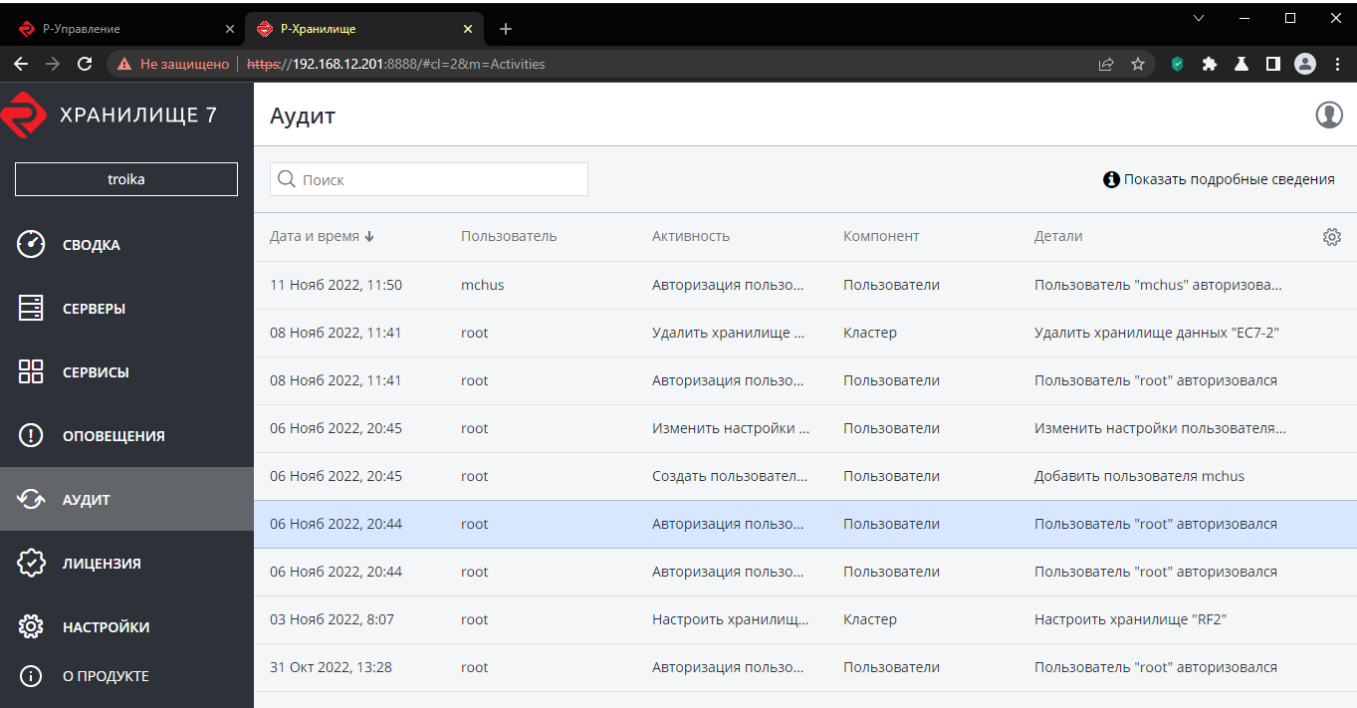 Р-Управление
Р-Хранилище
Не защищено | https://192.168.12.201:8888/#cl=2&m=Activities
ХРАНИЛИЩЕ 7
Аудит
troika
Поиск
Показать подробные сведения
СВОДКА
СЕРВЕРЫ
СЕРВИСЫ
ОПОВЕЩЕНИЯ
АУДИТ
ЛИЦЕНЗИЯ
НАСТРОЙКИ
О ПРОДУКТЕ
Дата и время Пользователь Активность Компонент Детали
11 Нояб 2022, 11:50 mchus Авторизация пользо... Пользователи Пользователь "mchus" авторизова...
08 Нояб 2022, 11:41 root Удалить хранилище ... Кластер Удалить хранилище данных "EC7-2"
08 Нояб 2022, 11:41 root Авторизация пользо... Пользователи Пользователь "root" авторизовался
06 Нояб 2022, 20:45 root Изменить настройки ... Пользователи Изменить настройки пользователя...
06 Нояб 2022, 20:45 root Создать пользовател... Пользователи Добавить пользователя mchus
06 Нояб 2022, 20:44 root Авторизация пользо... Пользователи Пользователь "root" авторизовался
06 Нояб 2022, 20:44 root Авторизация пользо... Пользователи Пользователь "root" авторизовался
03 Нояб 2022, 8:07 root Настроить хранилищ... Кластер Настроить хранилище "RF2"
31 Окт 2022, 13:28 root Авторизация пользо... Пользователи Пользователь "root" авторизовался